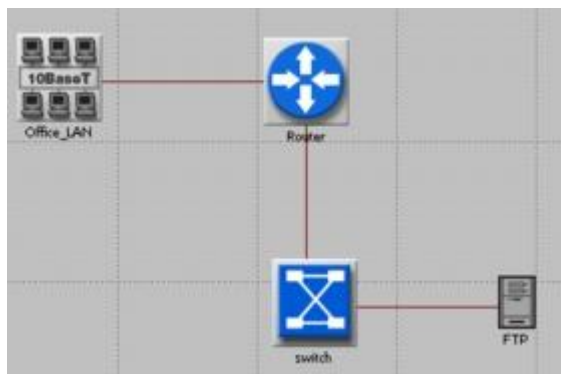 10BaseT
Office_LAN
Router
switch
FTP